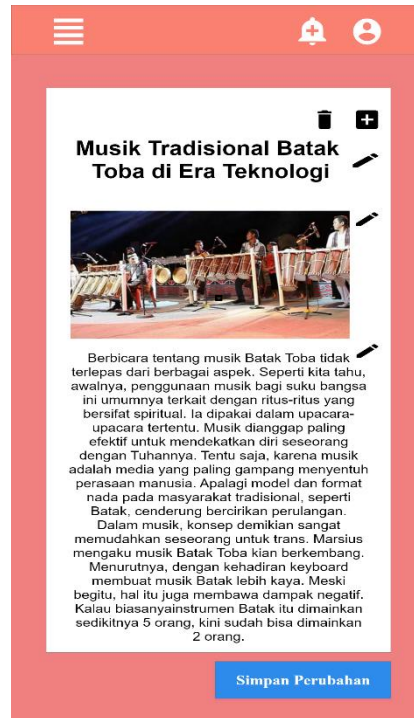 Musik Tradisional Batak
Toba di Era Teknologi
Berbicara tentang musik Batak Toba tidak
terlepas dari berbagai aspek. Seperti kita tahu,
awalnya, penggunaan musik bagi suku bangsa
ini umumnya terkait dengan ritus-ritus yang
bersifat spiritual. Ia dipakai dalam upacara-
upacara tertentu. Musik dianggap paling
efektif untuk mendekatkan diri seseorang
dengan Tuhannya. Tentu saja, karena musik
adalah media yang paling gampang menyentuh
perasaan manusia. Apalagi model dan format
nada pada masyarakat tradisional, seperti
Batak, cenderung bercirikan perulangan.
Dalam musik, konsep demikian sangat
memudahkan seseorang untuk trans. Marsius
mengaku musik Batak Toba kian berkembang.
Menurutnya, dengan kehadiran keyboard
membuat musik Batak lebih kaya. Meski
begitu, hal itu juga membawa dampak negatif.
Kalau biasanyainstrumen Batak itu dimainkan
sedikitnya 5 orang, kini sudah bisa dimainkan
2 orang.
Simpan Perubahan